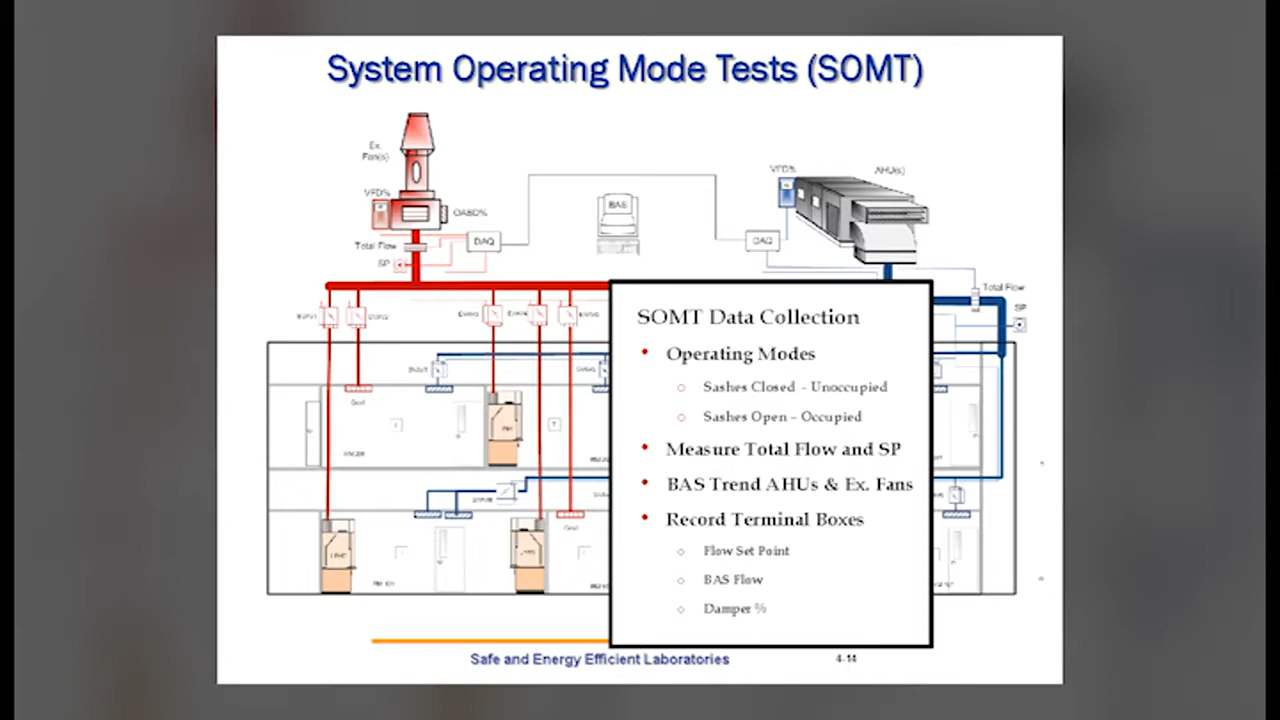 System Operating Mode Tests (SOMT)
Ex.
Fan(s)
VFD%
OABD%
Total Flow
SP
DAQ
BAS
DAQ
VFD%
AHU(s)
Total Flow
SP
SOMT Data Collection
Operating Modes
Sashes Closed - Unoccupied
Sashes Open - Occupied
Measure Total Flow and SP
BAS Trend AHUs & Ex. Fans
Record Terminal Boxes
Flow Set Point
BAS Flow
Damper %
Safe and Energy Efficient Laboratories
4-14